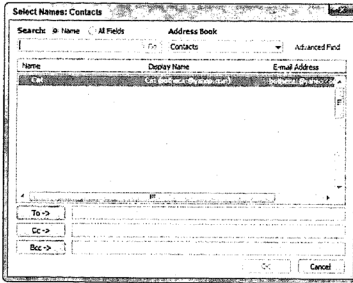 Select Names: Contacts
Search: Name All Fields Address Book
Go Contacts Advanced Find
Name Display Name E-mail Address
To ->
Cc ->
Bcc ->
OK Cancel